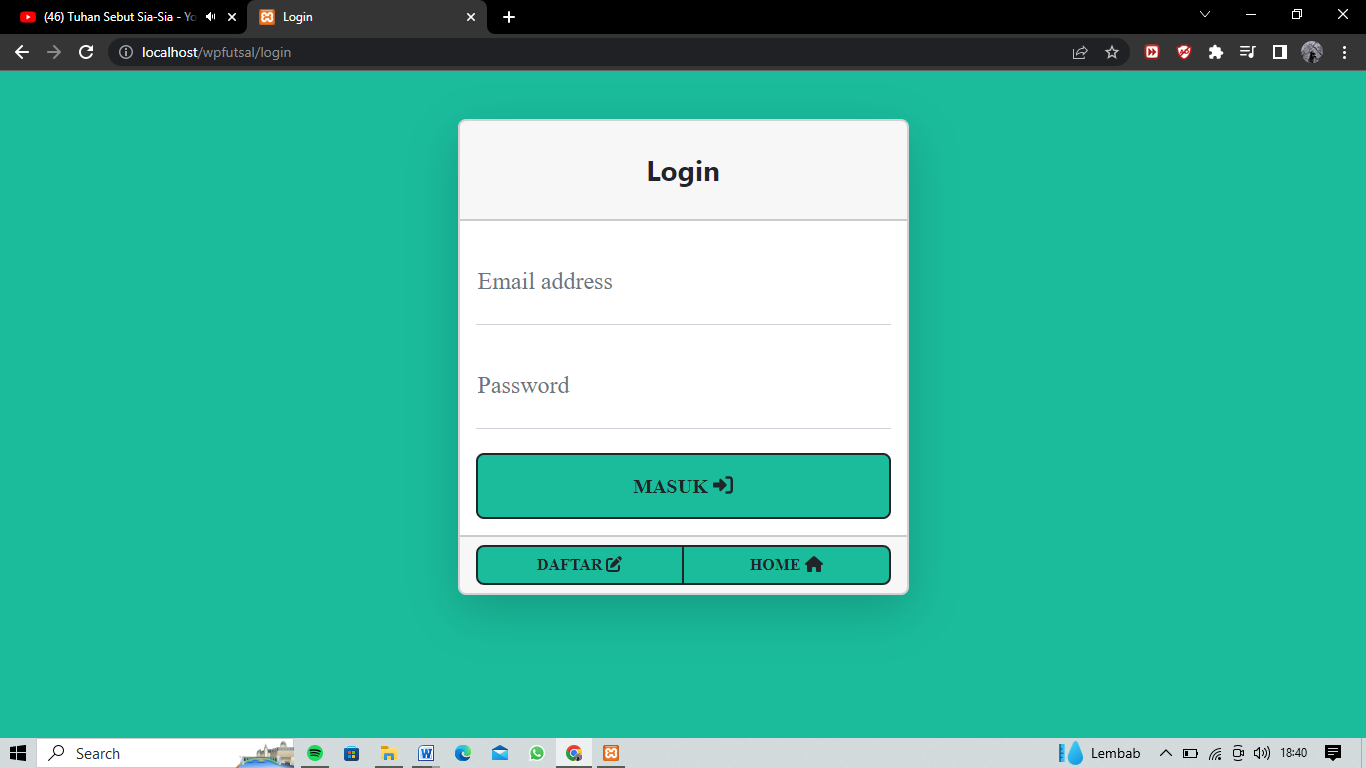 (46) Tuhan Sebut Sia-Sia - Yo
Login
localhost/wpfutsal/login
Login
Email address
Password
MASUK
DAFTAR
HOME
Search
Lembab
18:40